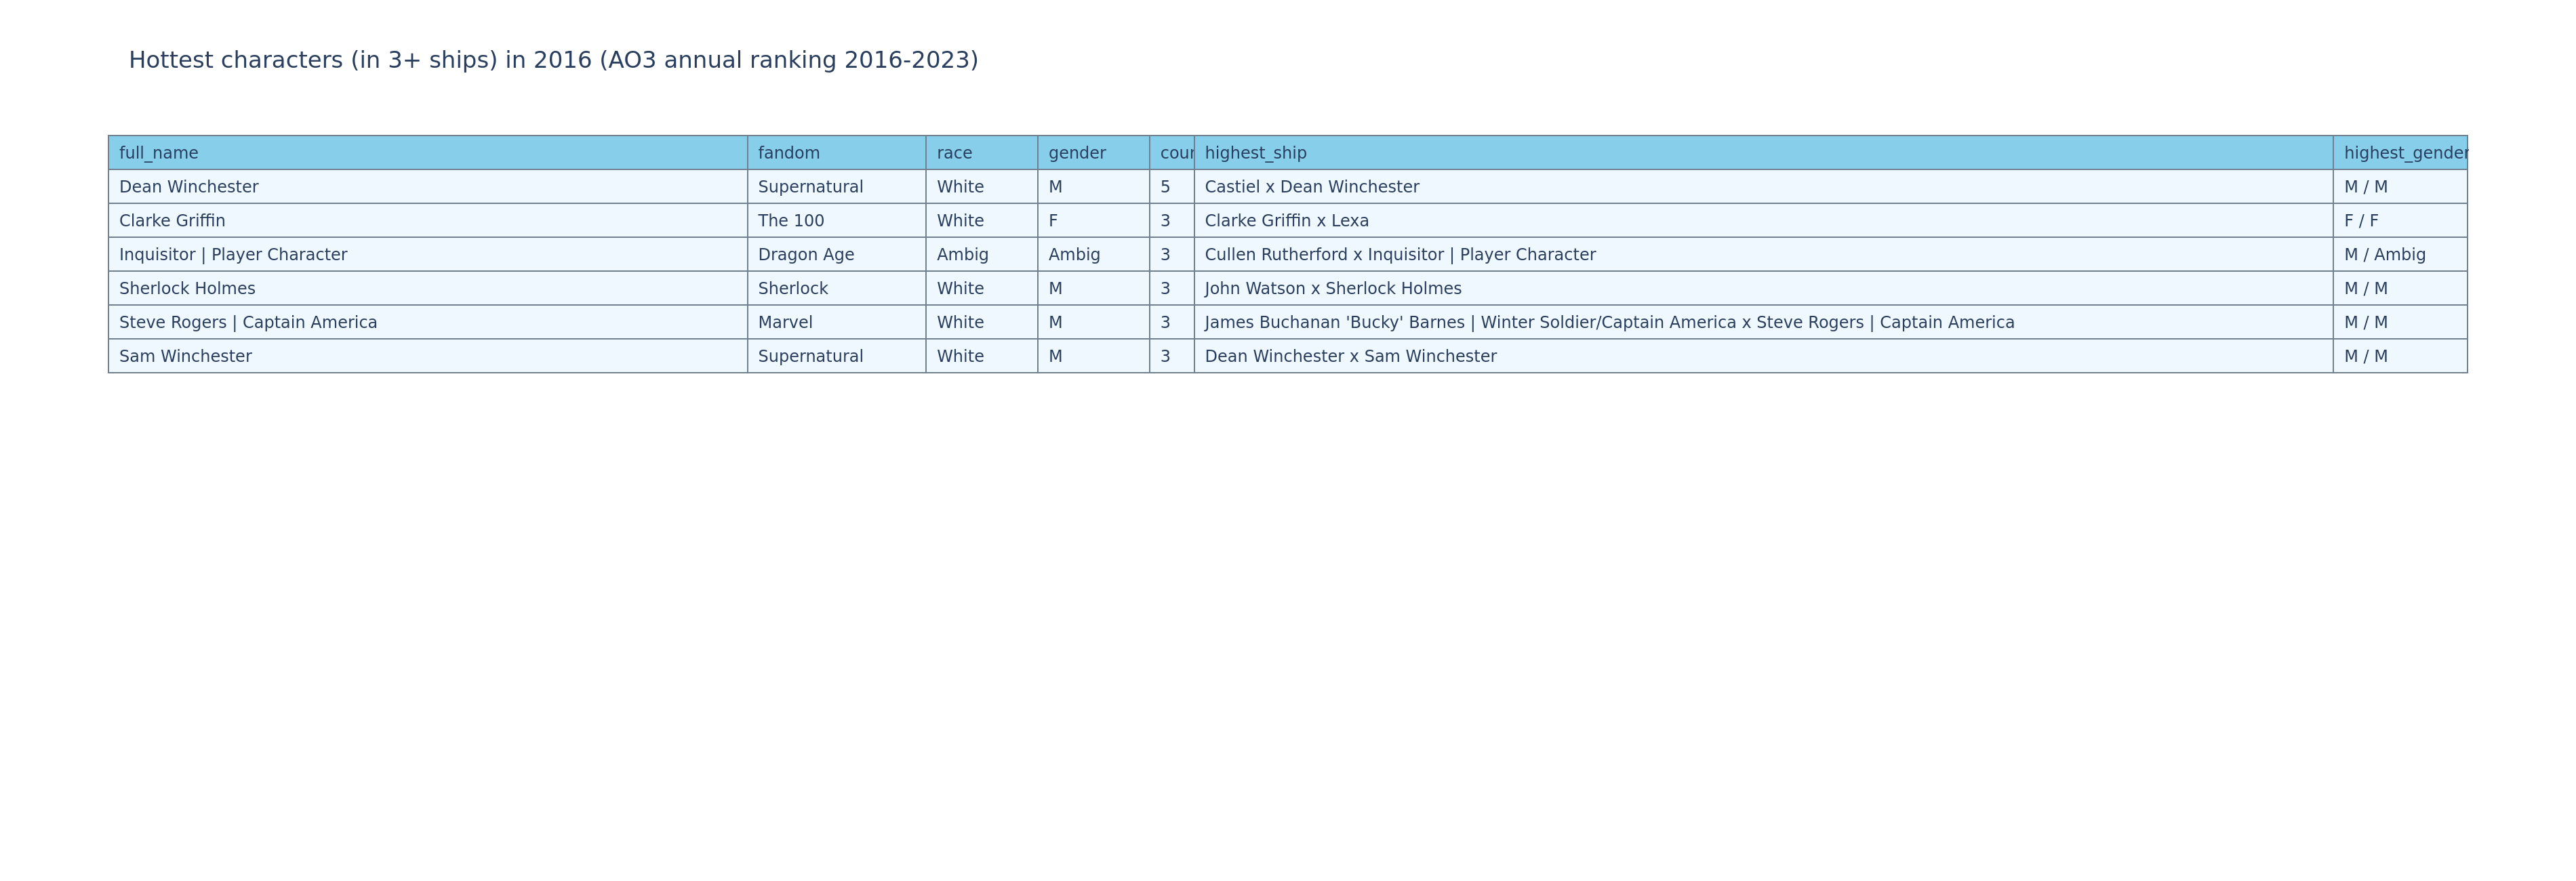 Hottest characters (in 3+ ships) in 2016 (AO3 annual ranking 2016-2023)
full_name fandom race gender cour highest_ship highest_gender
Dean Winchester Supernatural White M 5 Castiel x Dean Winchester M / M
Clarke Griffin The 100 White F 3 Clarke Griffin x Lexa F / F
Inquisitor | Player Character Dragon Age Ambig Ambig 3 Cullen Rutherford x Inquisitor | Player Character M / Ambig
Sherlock Holmes Sherlock White M 3 John Watson x Sherlock Holmes M / M
Steve Rogers | Captain America Marvel White M 3 James Buchanan 'Bucky' Barnes | Winter Soldier/Captain America x Steve Rogers | Captain America M / M
Sam Winchester Supernatural White M 3 Dean Winchester x Sam Winchester M / M